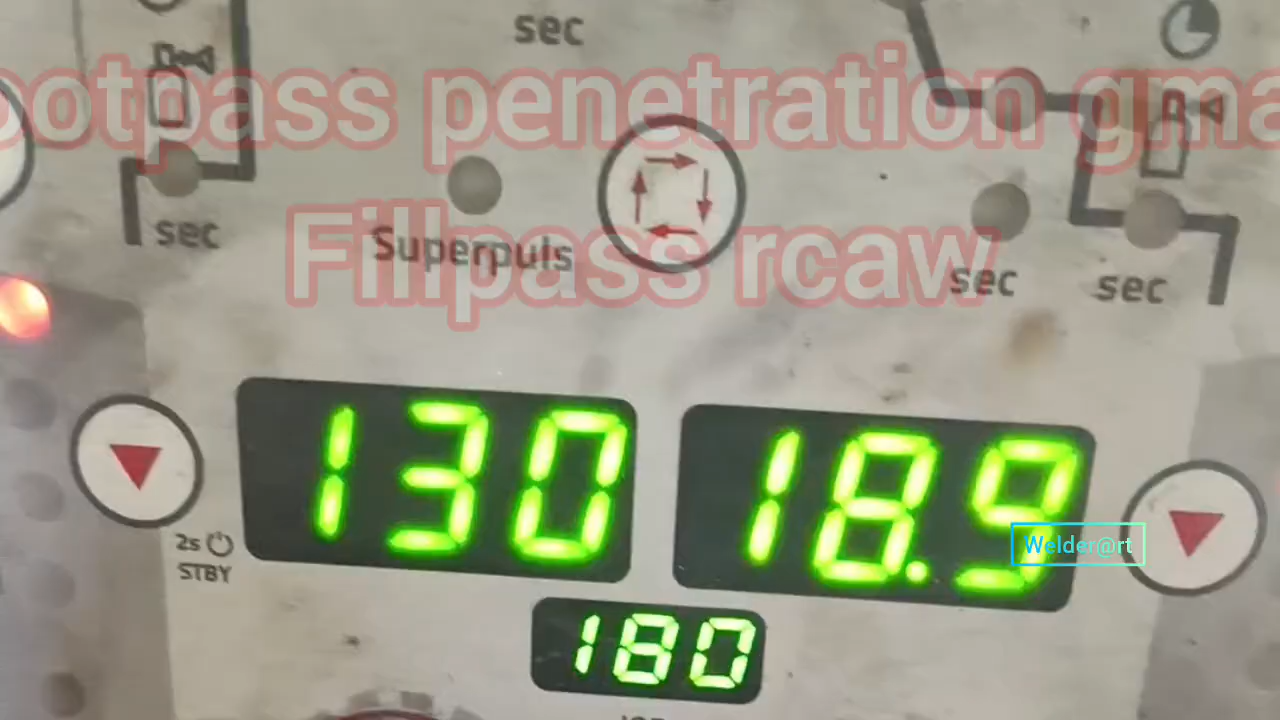 sec
ootpass penetration gma
sec
Superpuls
Fillpass rcaw
sec
sec
130
18.9
2s
STBY
Welder@rt
180